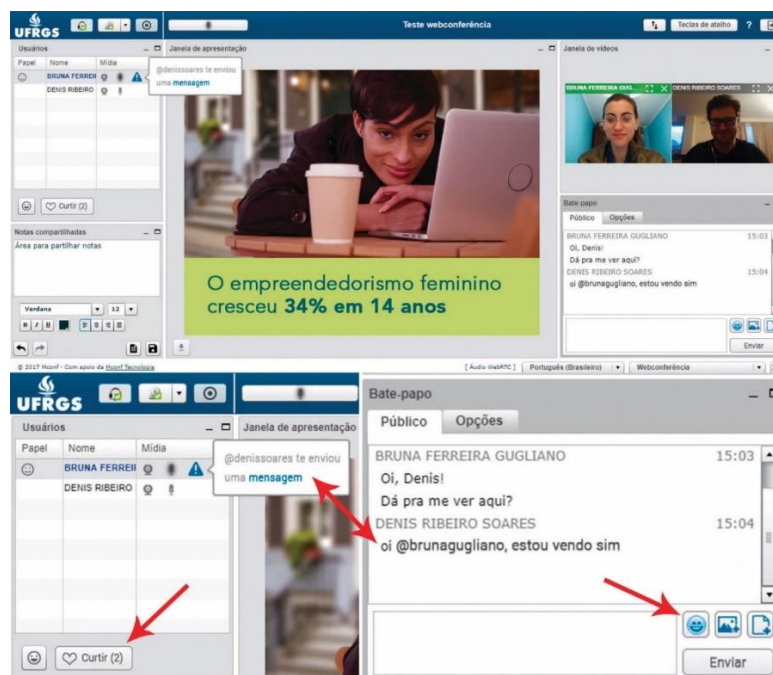 UFRGS
Teste webconferência
Teclas de atalho
?
Usuários
Papel Nome Mídia
BRUNA FERREI
DENIS RIBEIRO
@denissoares te enviou
uma mensagem
Curtir (2)
Notas compartilhadas
Área para partilhar notas
Verdana 12
B I U
Janela de apresentação
O empreendedorismo feminino
cresceu 34% em 14 anos
Janela de vídeos
BRUNA FERREIRA GUG...
DENIS RIBEIRO SOARES
Bate-papo
Público Opções
BRUNA FERREIRA GUGLIANO 15:03
Oi, Denis!
Dá pra me ver aqui?
DENIS RIBEIRO SOARES 15:04
oi @brunagugliano, estou vendo sim
Enviar
© 2017 Mconf - Com apoio da Mconf Tecnologia
[ Áudio WebRTC ] Português (Brasileiro) Webconferência
UFRGS
Usuários
Papel Nome Mídia
BRUNA FERREI
DENIS RIBEIRO
Janela de apresentação
@denissoares te enviou
uma mensagem
Curtir (2)
Bate-papo
Público Opções
BRUNA FERREIRA GUGLIANO 15:03
Oi, Denis!
Dá pra me ver aqui?
DENIS RIBEIRO SOARES 15:04
oi @brunagugliano, estou vendo sim
Enviar